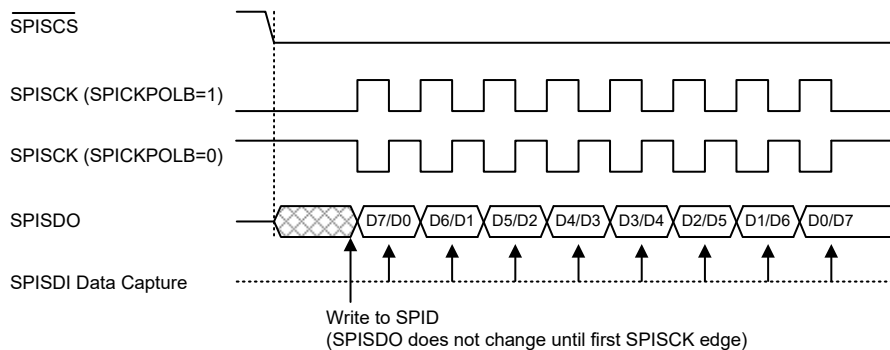 SPISCS
SPISCK (SPICKPOLB=1)
SPISCK (SPICKPOLB=0)
SPISDO
D7/D0 D6/D1 D5/D2 D4/D3 D3/D4 D2/D5 D1/D6 D0/D7
SPISDI Data Capture
Write to SPID
(SPISDO does not change until first SPISCK edge)